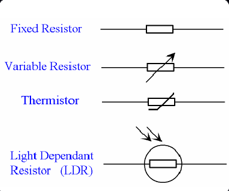 Fixed Resistor
Variable Resistor
Thermistor
Light Dependant
Resistor (LDR)